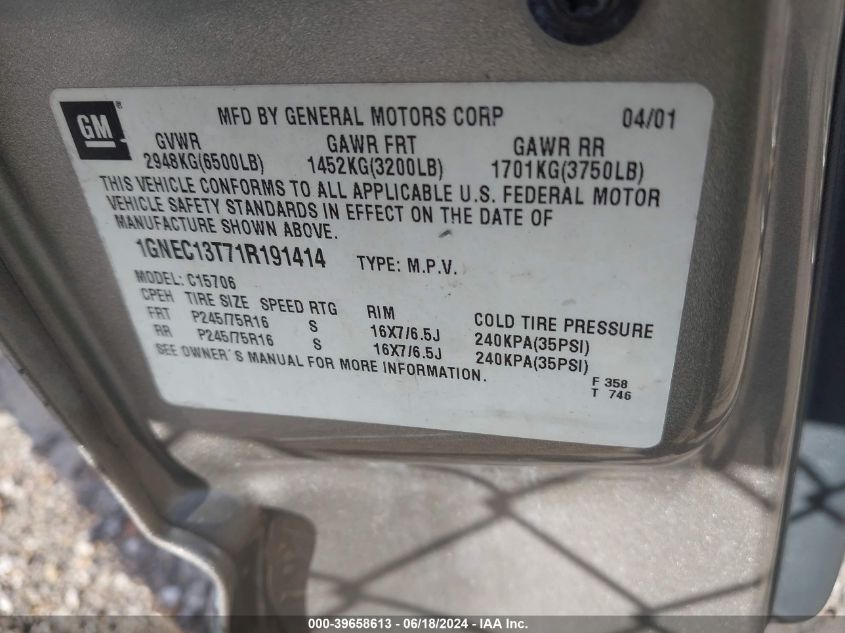 GM ®
MFD BY GENERAL MOTORS CORP 04/01
GVWR GAWR FRT GAWR RR
2948KG(6500LB) 1452KG(3200LB) 1701KG(3750LB)
THIS VEHICLE CONFORMS TO ALL APPLICABLE U.S. FEDERAL MOTOR
VEHICLE SAFETY STANDARDS IN EFFECT ON THE DATE OF
MANUFACTURE SHOWN ABOVE.
1GNEC13T71R191414 TYPE: M.P.V.
MODEL: C15706
CPEH TIRE SIZE SPEED RTG RIM COLD TIRE PRESSURE
FRT P245/75R16 S 16X7/6.5J 240KPA(35PSI)
RR P245/75R16 S 16X7/6.5J 240KPA(35PSI)
SEE OWNER´S MANUAL FOR MORE INFORMATION.
F 358
T 746
000-39658613 - 06/18/2024 - IAA Inc.